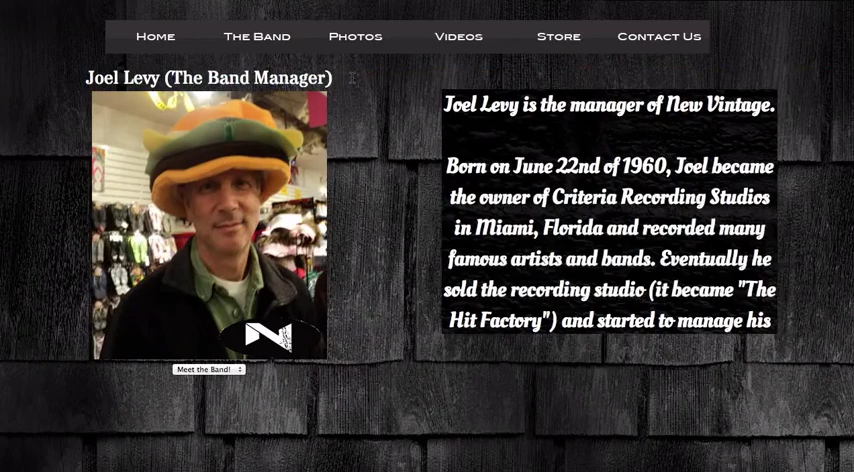 Home The Band Photos Videos Store Contact Us
Joel Levy (The Band Manager)
Joel Levy is the manager of New Vintage.
Born on June 22nd of 1960, Joel became
the owner of Criteria Recording Studios
in Miami, Florida and recorded many
famous artists and bands. Eventually he
sold the recording studio (it became "The
Hit Factory") and started to manage his
Meet the Band!